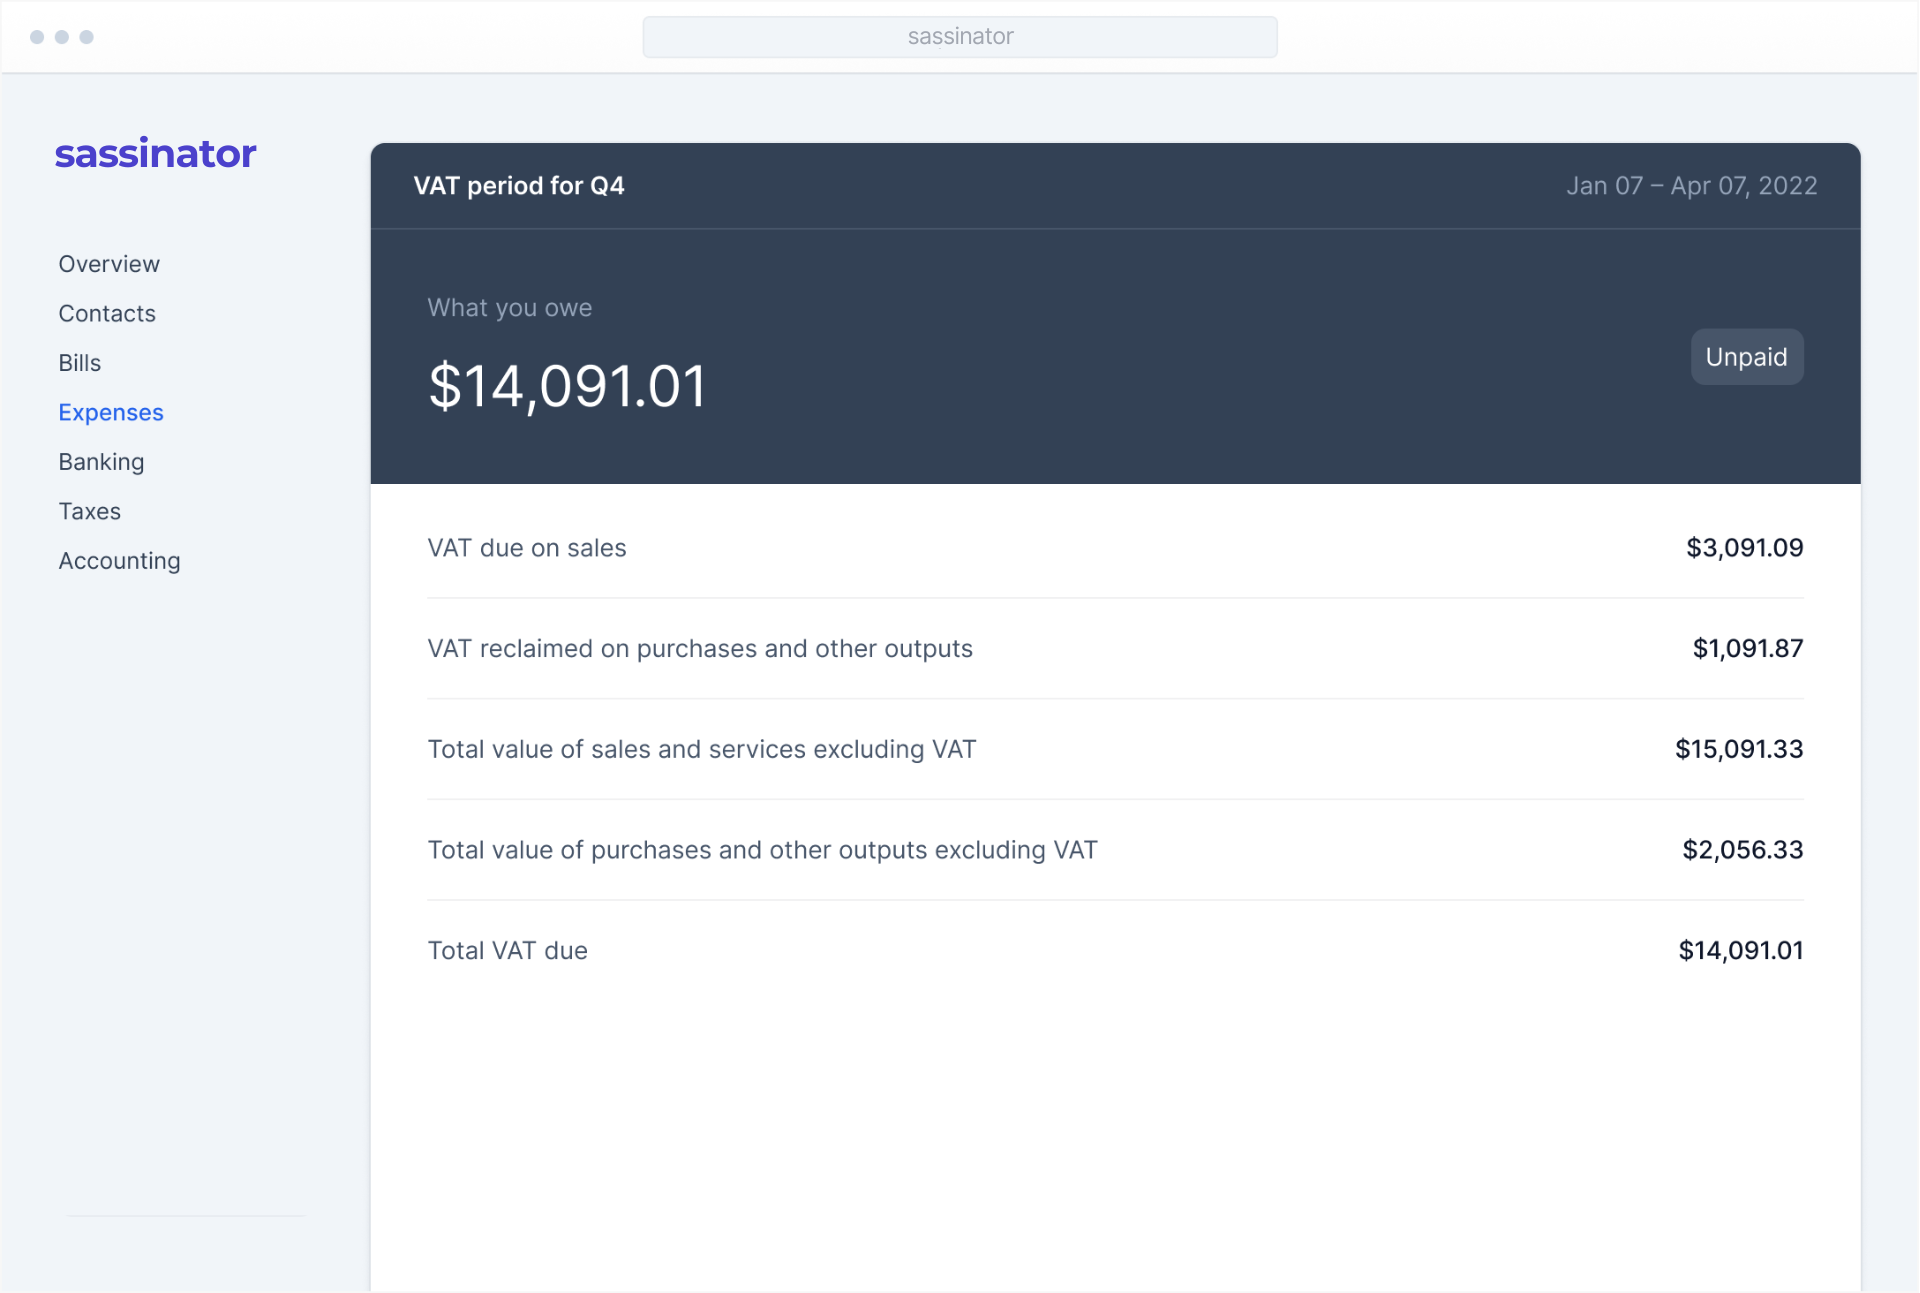 sassinator
sassinator
Overview
Contacts
Bills
Expenses
Banking
Taxes
Accounting
VAT period for Q4
Jan 07 – Apr 07, 2022
What you owe
$14,091.01
Unpaid
VAT due on sales $3,091.09
VAT reclaimed on purchases and other outputs $1,091.87
Total value of sales and services excluding VAT $15,091.33
Total value of purchases and other outputs excluding VAT $2,056.33
Total VAT due $14,091.01